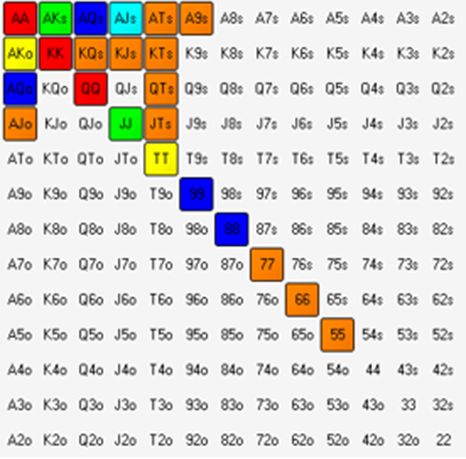 AA AKs AQs AJs ATs A9s A8s A7s A6s A5s A4s A3s A2s
AKo KK KQs KJs KTs K9s K8s K7s K6s K5s K4s K3s K2s
AQo KQo QQ QJs QTs Q9s Q8s Q7s Q6s Q5s Q4s Q3s Q2s
AJo KJo QJo JJ JTs J9s J8s J7s J6s J5s J4s J3s J2s
ATo KTo QTo JTo TT T9s T8s T7s T6s T5s T4s T3s T2s
A9o K9o Q9o J9o T9o 99 98s 97s 96s 95s 94s 93s 92s
A8o K8o Q8o J8o T8o 98o 88 87s 86s 85s 84s 83s 82s
A7o K7o Q7o J7o T7o 97o 87o 77 76s 75s 74s 73s 72s
A6o K6o Q6o J6o T6o 96o 86o 76o 66 65s 64s 63s 62s
A5o K5o Q5o J5o T5o 95o 85o 75o 65o 55 54s 53s 52s
A4o K4o Q4o J4o T4o 94o 84o 74o 64o 54o 44 43s 42s
A3o K3o Q3o J3o T3o 93o 83o 73o 63o 53o 43o 33 32s
A2o K2o Q2o J2o T2o 92o 82o 72o 62o 52o 42o 32o 22